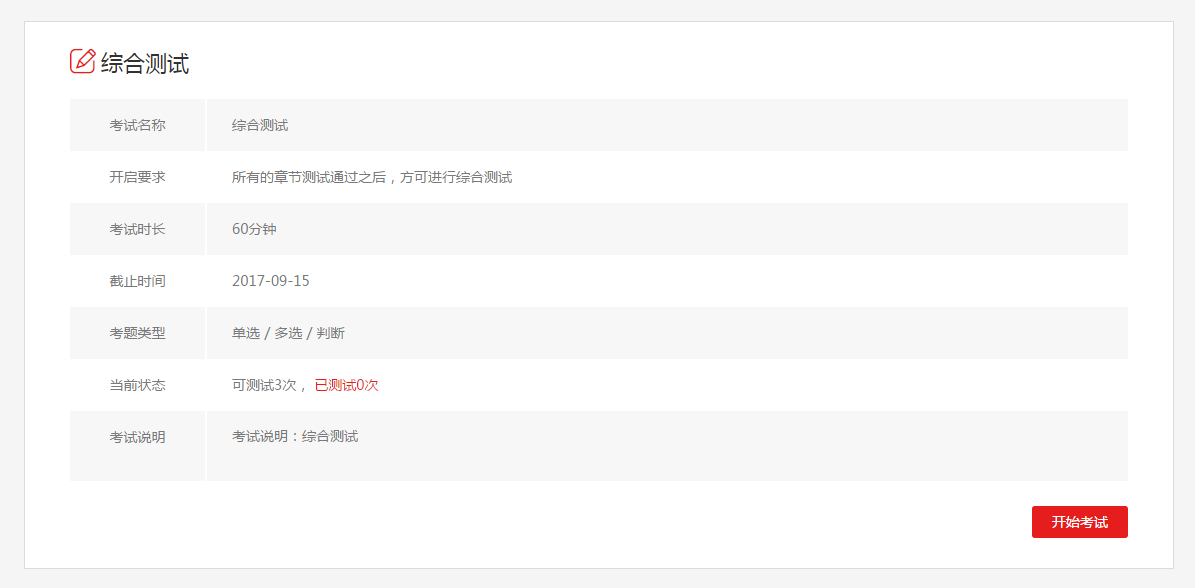 综合测试
考试名称 综合测试
开启要求 所有的章节测试通过之后，方可进行综合测试
考试时长 60分钟
截止时间 2017-09-15
考题类型 单选 / 多选 / 判断
当前状态 可测试3次， 已测试0次
考试说明 考试说明：综合测试
开始考试